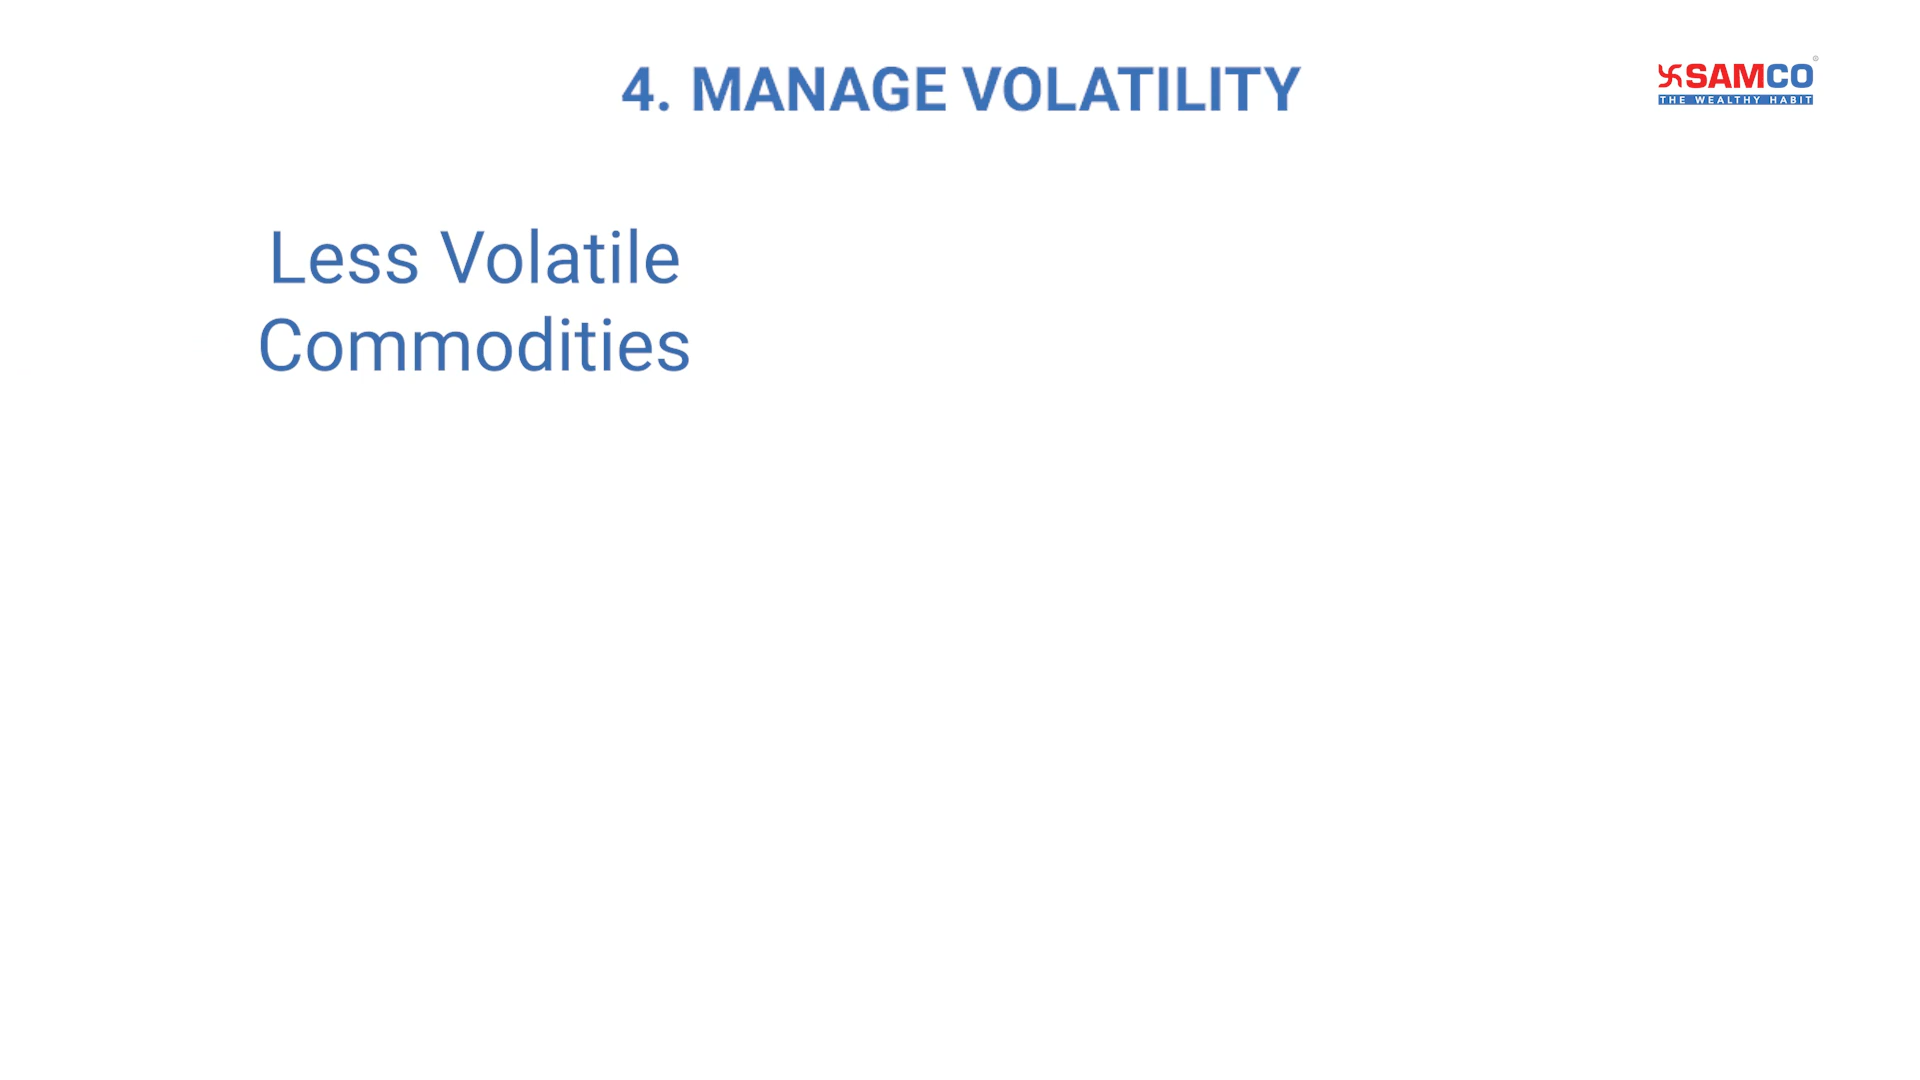 4. MANAGE VOLATILITY
SAMCO
THE WEALTHY HABIT
Less Volatile
Commodities